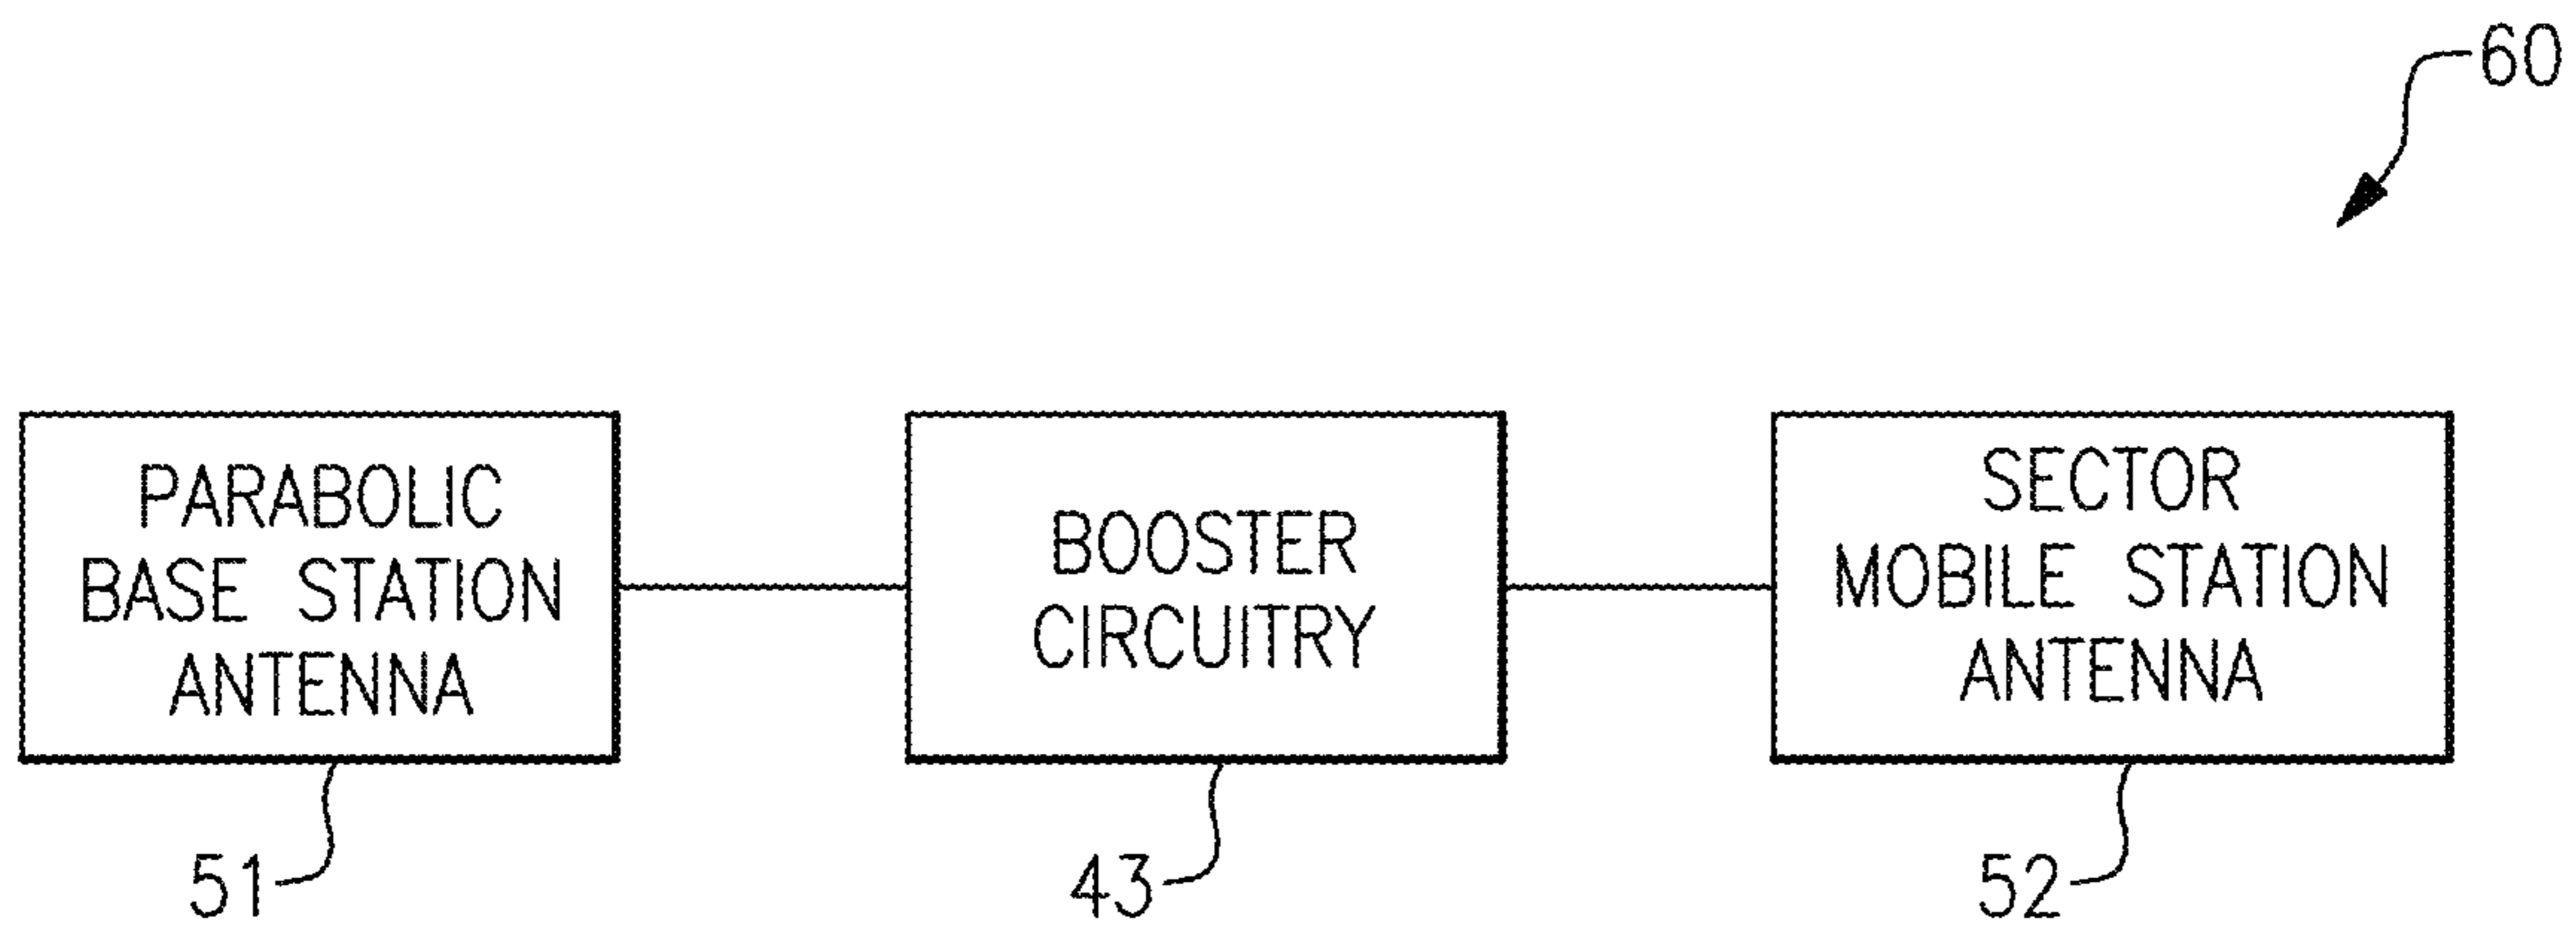 60
PARABOLIC
BASE STATION
ANTENNA
BOOSTER
CIRCUITRY
SECTOR
MOBILE STATION
ANTENNA
51
43
52